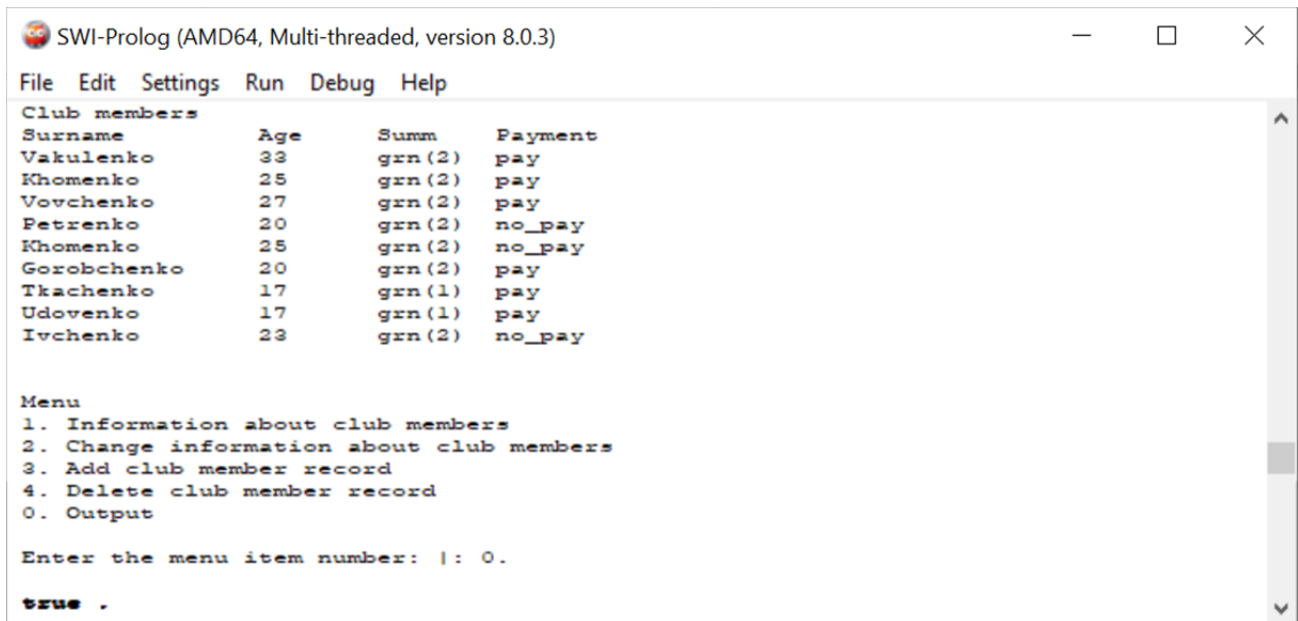 SWI-Prolog (AMD64, Multi-threaded, version 8.0.3)
File Edit Settings Run Debug Help
Club members
Surname Age Summ Payment
Vakulenko 33 grn(2) pay
Khomenko 25 grn(2) pay
Vovchenko 27 grn(2) pay
Petrenko 20 grn(2) no_pay
Khomenko 25 grn(2) no_pay
Gorobchenko 20 grn(2) pay
Tkachenko 17 grn(1) pay
Udovenko 17 grn(1) pay
Ivchenko 23 grn(2) no_pay
Menu
1. Information about club members
2. Change information about club members
3. Add club member record
4. Delete club member record
0. Output
Enter the menu item number: |: 0.
true .